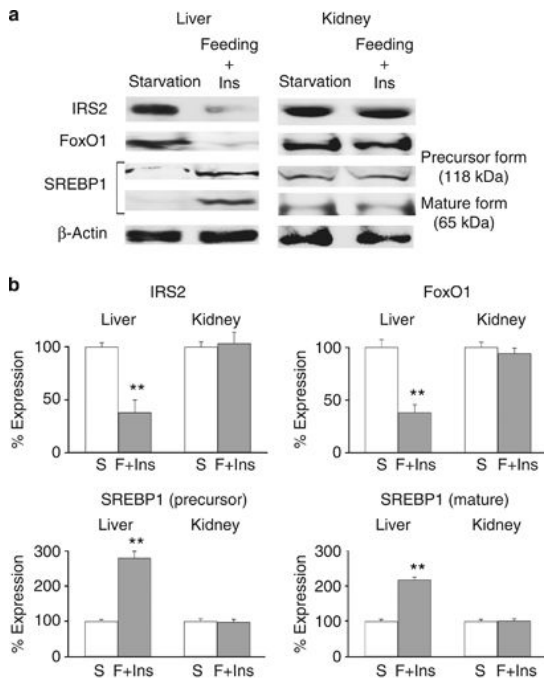 a
Liver Kidney
Starvation Feeding + Ins Starvation Feeding + Ins
IRS2
FoxO1
Precursor form (118 kDa)
SREBP1
Mature form (65 kDa)
β-Actin
b
IRS2
Liver Kidney
% Expression
100
50
0
S F+Ins S F+Ins
FoxO1
Liver Kidney
% Expression
100
50
0
**
**
S F+Ins S F+Ins
SREBP1 (precursor)
Liver Kidney
% Expression
300
200
100
0
**
S F+Ins S F+Ins
SREBP1 (mature)
Liver Kidney
% Expression
300
200
100
0
**
S F+Ins S F+Ins